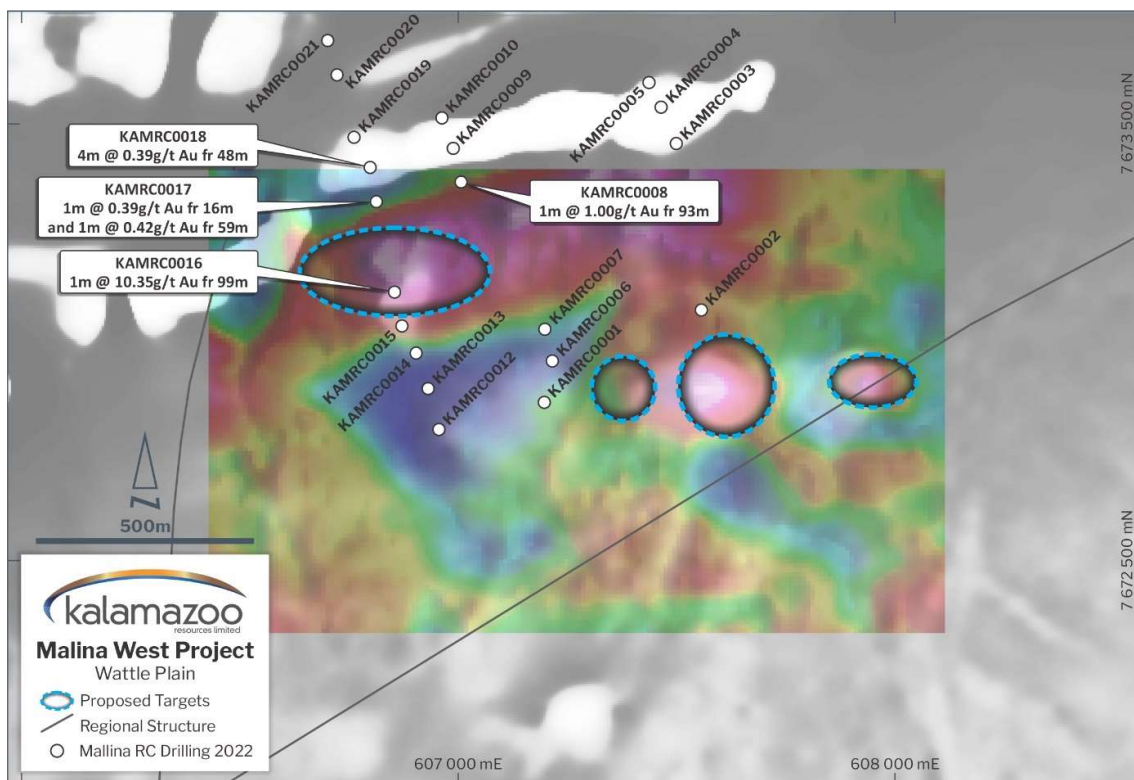 KAMRC0021
KAMRC0020
KAMRC0019
KAMRC0010
KAMRC0009
KAMRC0005
KAMRC0004
KAMRC0003
7 673 500 mN
KAMRC0018
4m @ 0.39g/t Au fr 48m
KAMRC0017
1m @ 0.39g/t Au fr 16m
and 1m @ 0.42g/t Au fr 59m
KAMRC0008
1m @ 1.00g/t Au fr 93m
KAMRC0016
1m @ 10.35g/t Au fr 99m
KAMRC0015
KAMRC0014
KAMRC0013
KAMRC0012
KAMRC0007
KAMRC0006
KAMRC0001
KAMRC0002
N
500m
7 672 500 mN
kalamazoo
resources limited
Malina West Project
Wattle Plain
Proposed Targets
Regional Structure
Mallina RC Drilling 2022
607 000 mE
608 000 mE